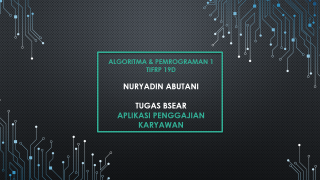 ALGORITMA & PEMROGRAMAN 1
TIFRP 19D
NURYADIN ABUTANI
TUGAS BSEAR
APLIKASI PENGGAJIAN
KARYAWAN